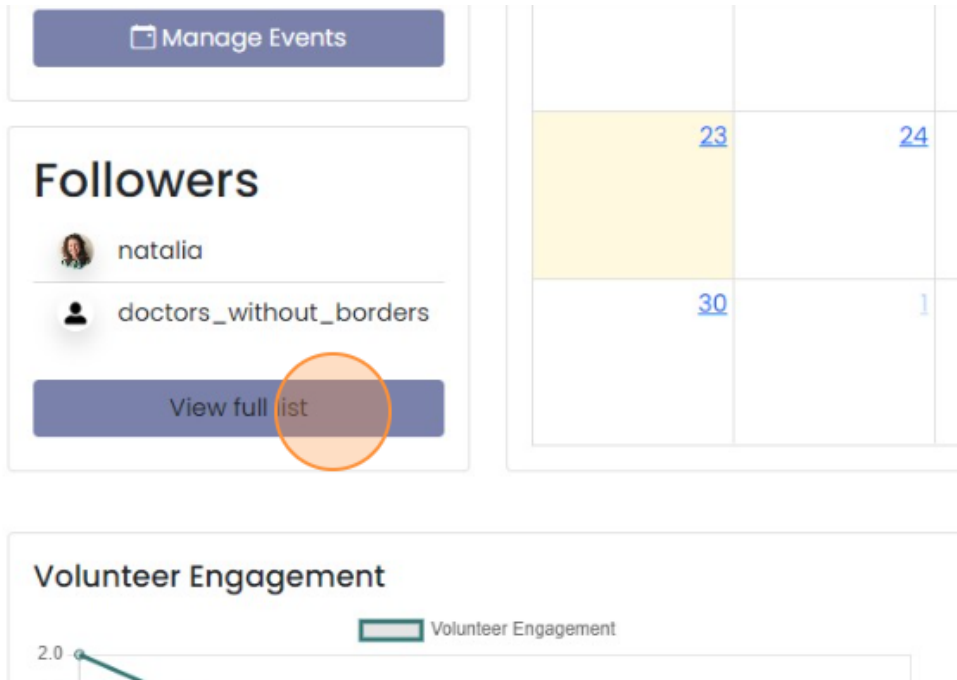 Manage Events
Followers
natalia
doctors_without_borders
View full list
23
24
30
1
Volunteer Engagement
Volunteer Engagement
2.0